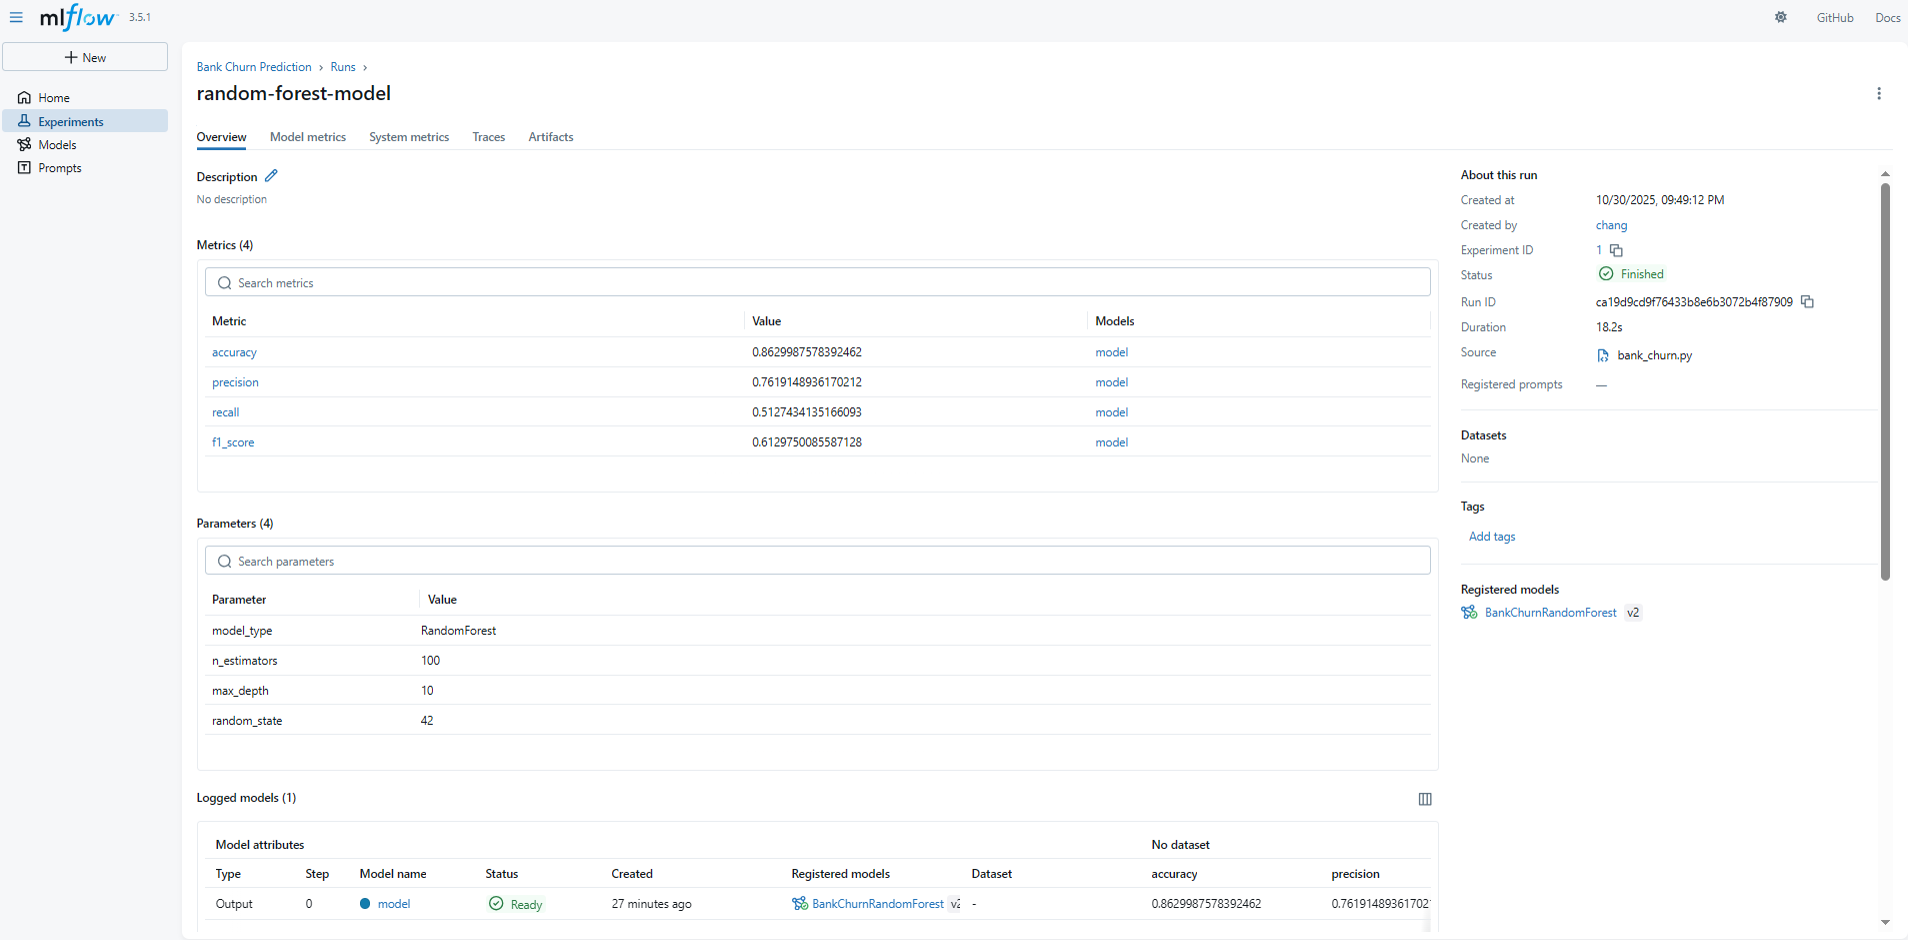 mlflow 3.5.1
GitHub
Docs
New
Home
Experiments
Models
Prompts
Bank Churn Prediction › Runs ›
random-forest-model
Overview Model metrics System metrics Traces Artifacts
Description
No description
Metrics (4)
Search metrics
Metric Value Models
accuracy 0.8629987578392462 model
precision 0.7619148936170212 model
recall 0.5127434135166093 model
f1_score 0.6129750085587128 model
Parameters (4)
Search parameters
Parameter Value
model_type RandomForest
n_estimators 100
max_depth 10
random_state 42
Logged models (1)
Model attributes No dataset
Type Step Model name Status Created Registered models Dataset accuracy precision
Output 0 model Ready 27 minutes ago BankChurnRandomForest v2 - 0.8629987578392462 0.761914893617021
About this run
Created at 10/30/2025, 09:49:12 PM
Created by chang
Experiment ID 1
Status Finished
Run ID ca19d9cd9f76433b8e6b3072b4f87909
Duration 18.2s
Source bank_churn.py
Registered prompts —
Datasets
None
Tags
Add tags
Registered models
BankChurnRandomForest v2